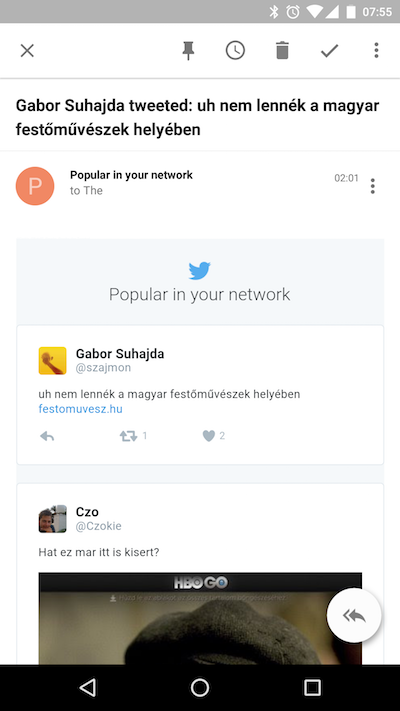 07:55
Gabor Suhajda tweeted: uh nem lennék a magyar
festőművészek helyében
P
Popular in your network
02:01
to The
Popular in your network
Gabor Suhajda
@szajmon
uh nem lennék a magyar festőművészek helyében
festomuvesz.hu
1
2
Czo
@Czokie
Hat ez mar itt is kisert?
HBO GO